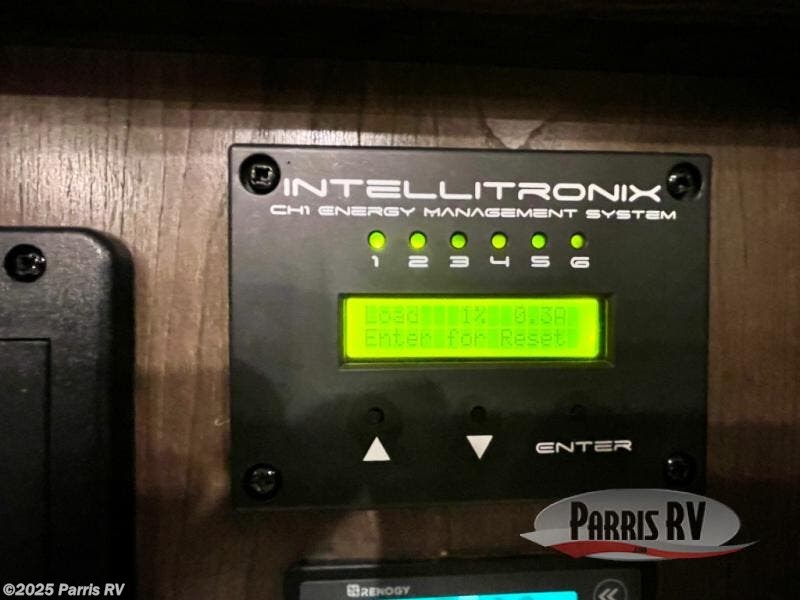 INTELLITRONIX
CH1 ENERGY MANAGEMENT SYSTEM
1 2 3 4 5 6
Load 1% 0.3A
Enter for Reset
ENTER
PARRIS RV
RENOGY
©2025 Parris RV